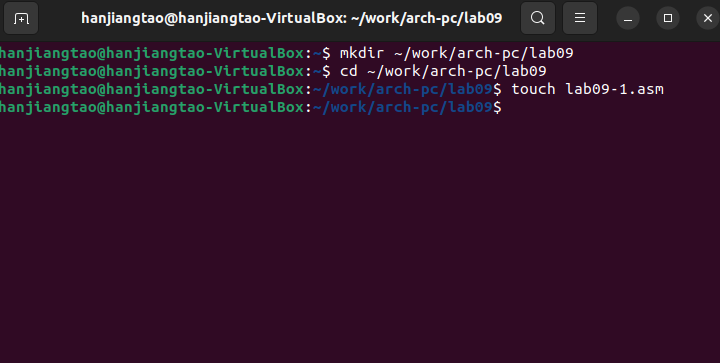 hanjiangtao@hanjiangtao-VirtualBox: ~/work/arch-pc/lab09
hanjiangtao@hanjiangtao-VirtualBox:~$ mkdir ~/work/arch-pc/lab09
hanjiangtao@hanjiangtao-VirtualBox:~$ cd ~/work/arch-pc/lab09
hanjiangtao@hanjiangtao-VirtualBox:~/work/arch-pc/lab09$ touch lab09-1.asm
hanjiangtao@hanjiangtao-VirtualBox:~/work/arch-pc/lab09$